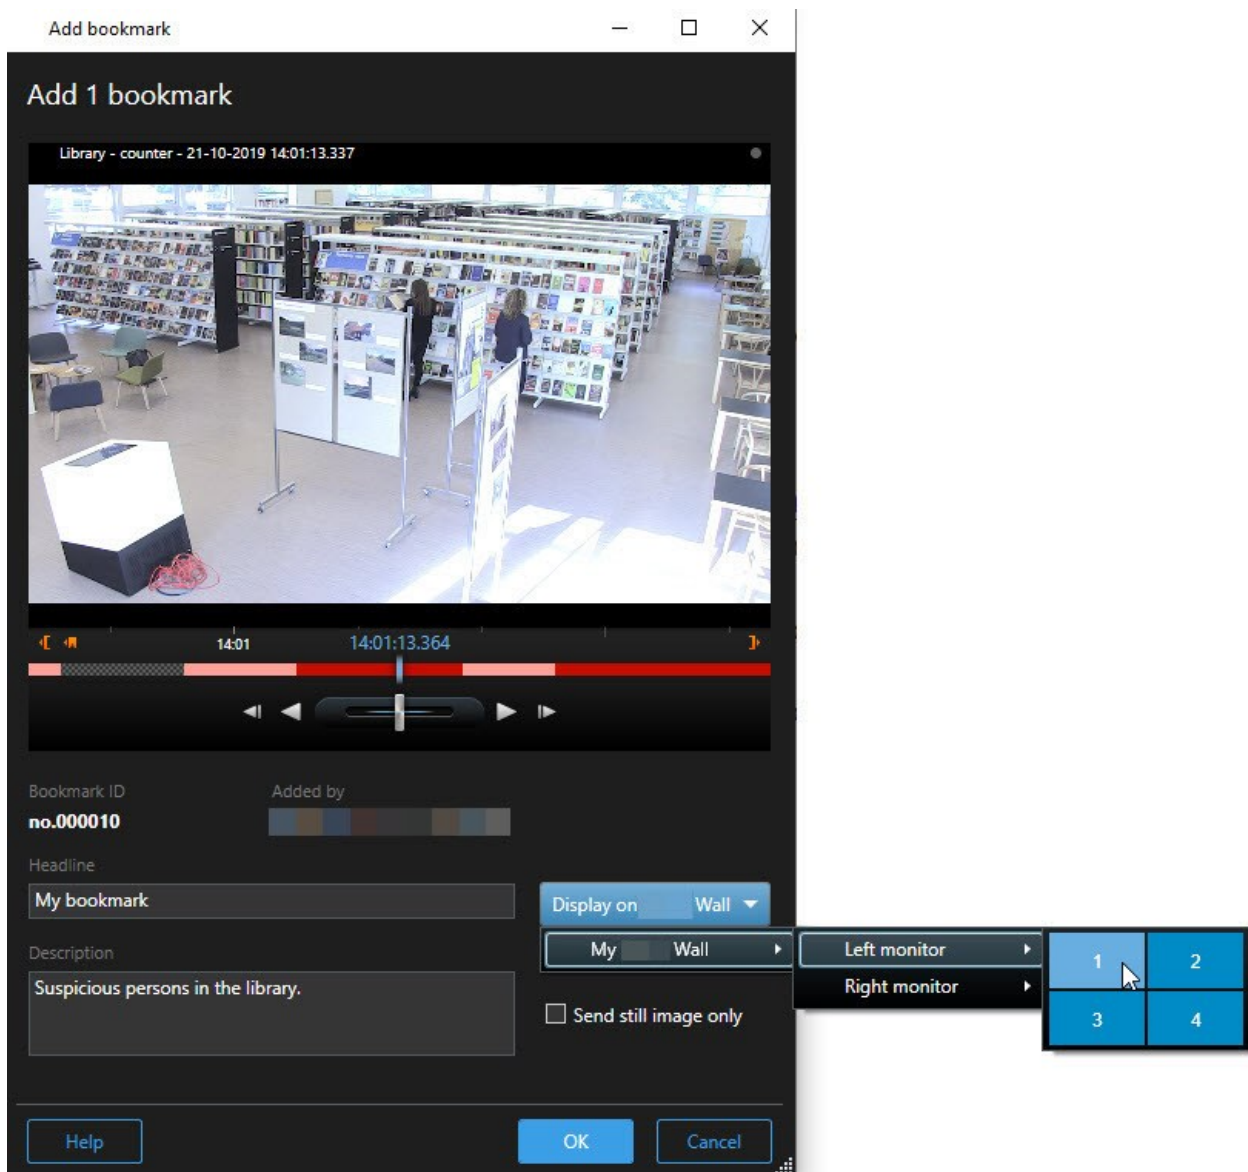 Add bookmark
Add 1 bookmark
Library - counter - 21-10-2019 14:01:13.337
14:01
14:01:13.364
Bookmark ID
Added by
no.000010
Headline
My bookmark
Display on Wall
My Wall
Left monitor
1
2
Description
Right monitor
Suspicious persons in the library.
Send still image only
3
4
Help
OK
Cancel